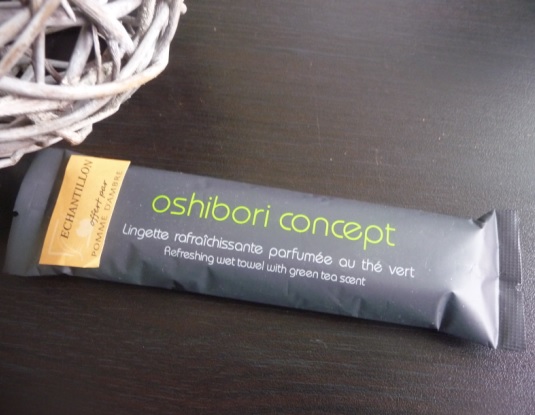 ECHANTILLON
offert par
POMME D'AMBRE
oshibori concept
Lingette rafraîchissante parfumée au thé vert
Refreshing wet towel with green tea scent